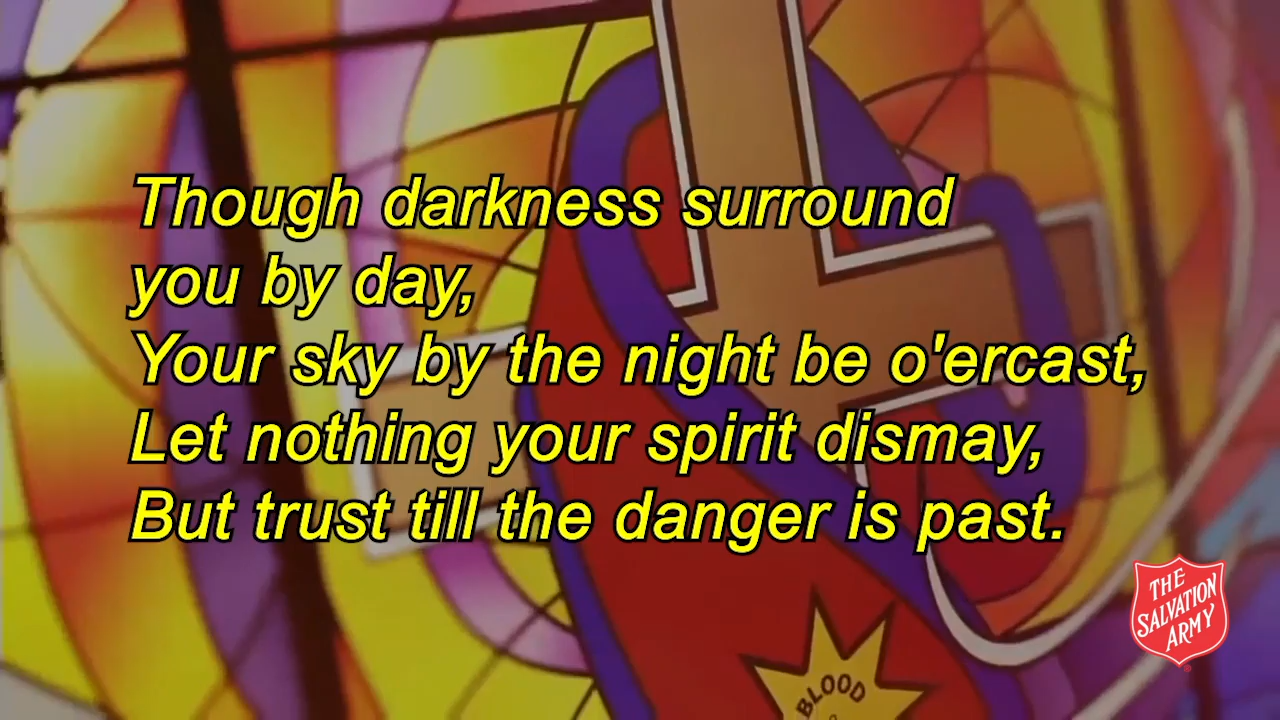 Though darkness surround
you by day,
Your sky by the night be o'ercast,
Let nothing your spirit dismay,
But trust till the danger is past.
THE
SALVATION
ARMY
BLOOD
&